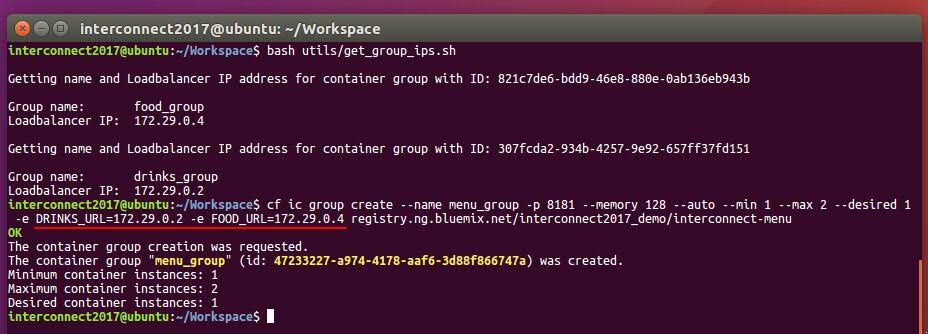 interconnect2017@ubuntu: ~/Workspace
interconnect2017@ubuntu:~/Workspace$ bash utils/get_group_ips.sh
Getting name and Loadbalancer IP address for container group with ID: 821c7de6-bdd9-46e8-880e-0ab136eb943b
Group name: food_group
Loadbalancer IP: 172.29.0.4
Getting name and Loadbalancer IP address for container group with ID: 307fcda2-934b-4257-9e92-657ff37fd151
Group name: drinks_group
Loadbalancer IP: 172.29.0.2
interconnect2017@ubuntu:~/Workspace$ cf ic group create --name menu_group -p 8181 --memory 128 --auto --min 1 --max 2 --desired 1
-e DRINKS_URL=172.29.0.2 -e FOOD_URL=172.29.0.4 registry.ng.bluemix.net/interconnect2017_demo/interconnect-menu
OK
The container group creation was requested.
The container group "menu_group" (id: 47233227-a974-4178-aaf6-3d88f866747a) was created.
Minimum container instances: 1
Maximum container instances: 2
Desired container instances: 1
interconnect2017@ubuntu:~/Workspace$